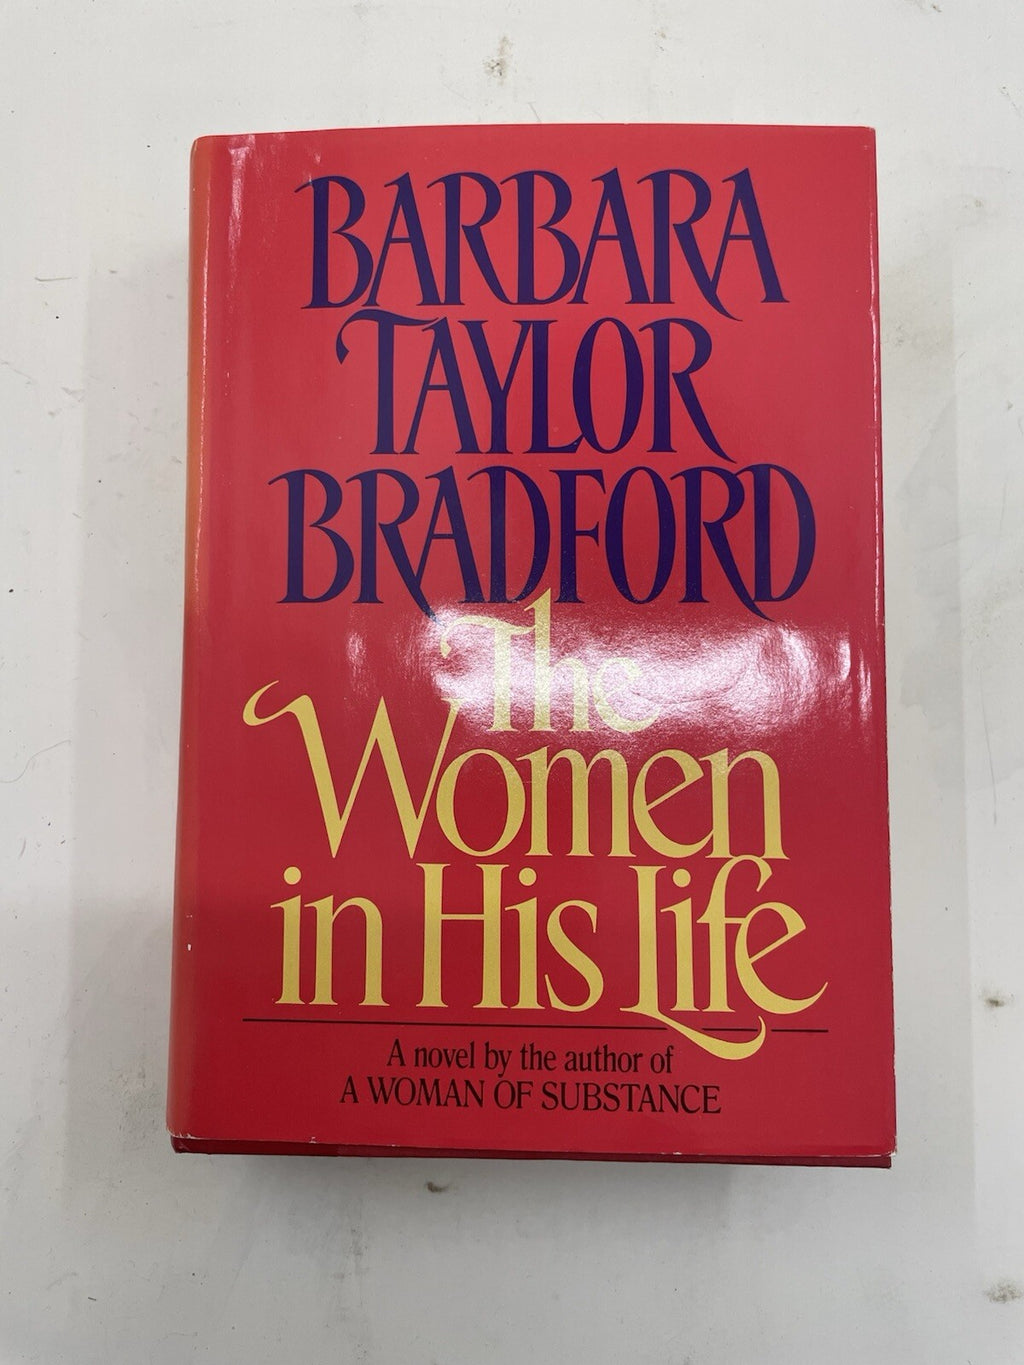 BARBARA
TAYLOR
BRADFORD
The
Women
in His Life
A novel by the author of
A WOMAN OF SUBSTANCE